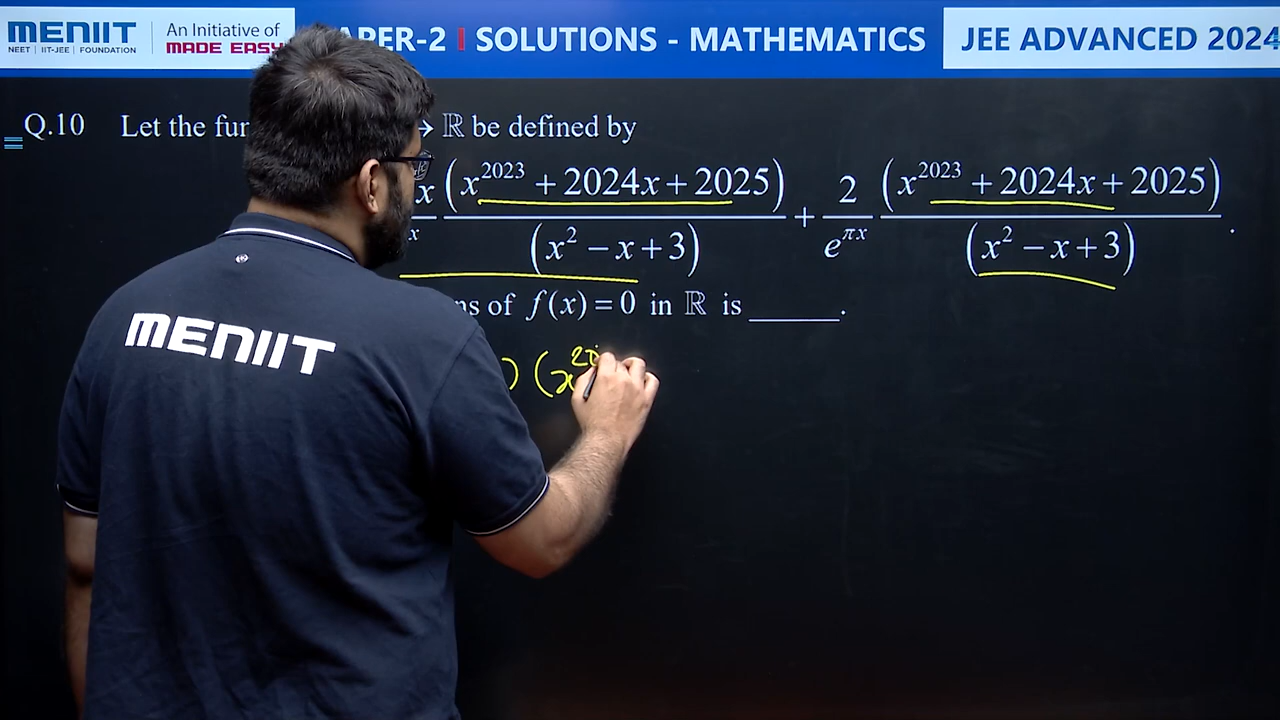 MENIIT An Initiative of MADE EASY PAPER-2 | SOLUTIONS - MATHEMATICS JEE ADVANCED 2024
NEET | IIT-JEE | FOUNDATION
Q.10 Let the fur → ℝ be defined by
x (x^2023 + 2024x + 2025) / (x^2 − x + 3) + 2 / e^{πx} (x^2023 + 2024x + 2025) / (x^2 − x + 3) .
x
ns of f(x) = 0 in ℝ is ______.
) (x^2
MENIIT